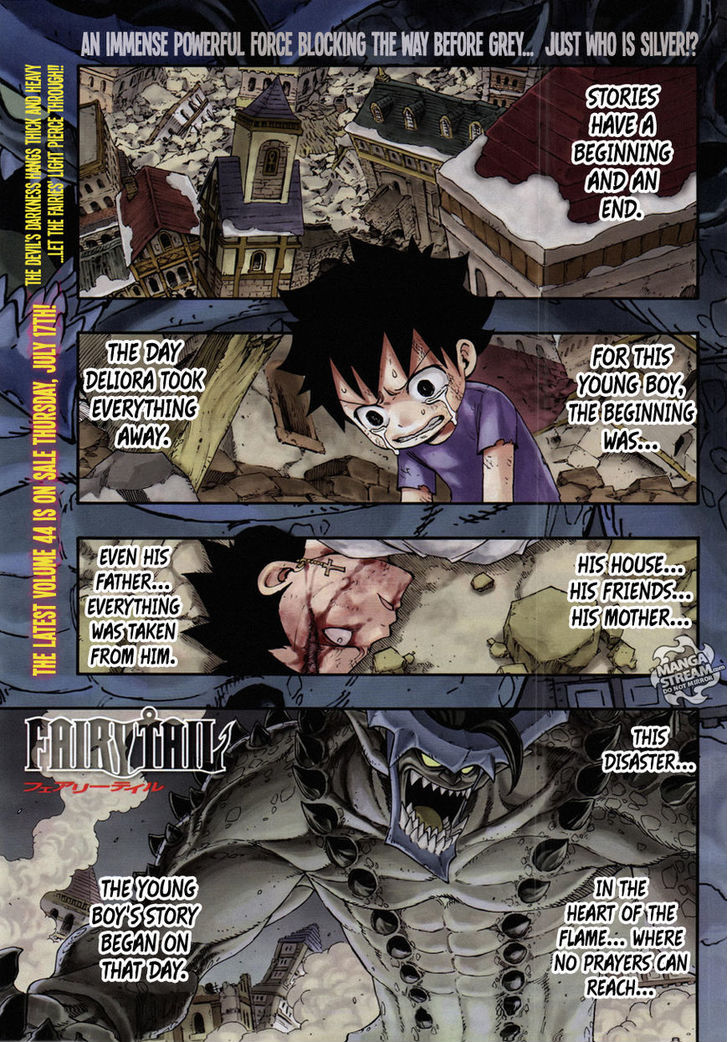 AN IMMENSE POWERFUL FORCE BLOCKING THE WAY BEFORE GREY... JUST WHO IS SILVER!?
THE DEVIL'S DARKNESS HANGS THICK AND HEAVY
...LET THE FAIRIES' LIGHT PIERCE THROUGH!!
THE LATEST VOLUME 44 IS ON SALE THURSDAY, JULY 17TH!
STORIES
HAVE A
BEGINNING
AND AN
END.
FOR THIS
YOUNG BOY,
THE BEGINNING
WAS...
THE DAY
DELIORA TOOK
EVERYTHING
AWAY.
HIS HOUSE...
HIS FRIENDS...
HIS MOTHER...
EVEN HIS
FATHER...
EVERYTHING
WAS TAKEN
FROM HIM.
MANGA
STREAM.com
DO NOT MIRROR
FAIRY TAIL
フェアリーテイル
THIS
DISASTER...
IN THE
HEART OF THE
FLAME... WHERE
NO PRAYERS CAN
REACH...
THE YOUNG
BOY'S STORY
BEGAN ON
THAT DAY.